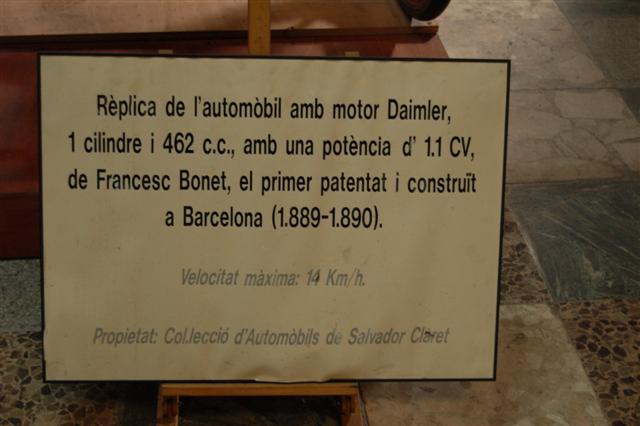 Rèplica de l'automòbil amb motor Daimler,
1 cilindre i 462 c.c., amb una potència d' 1.1 CV,
de Francesc Bonet, el primer patentat i construït
a Barcelona (1.889-1.890).
Velocitat màxima: 14 Km/h.
Propietat: Col.lecció d'Automòbils de Salvador Claret